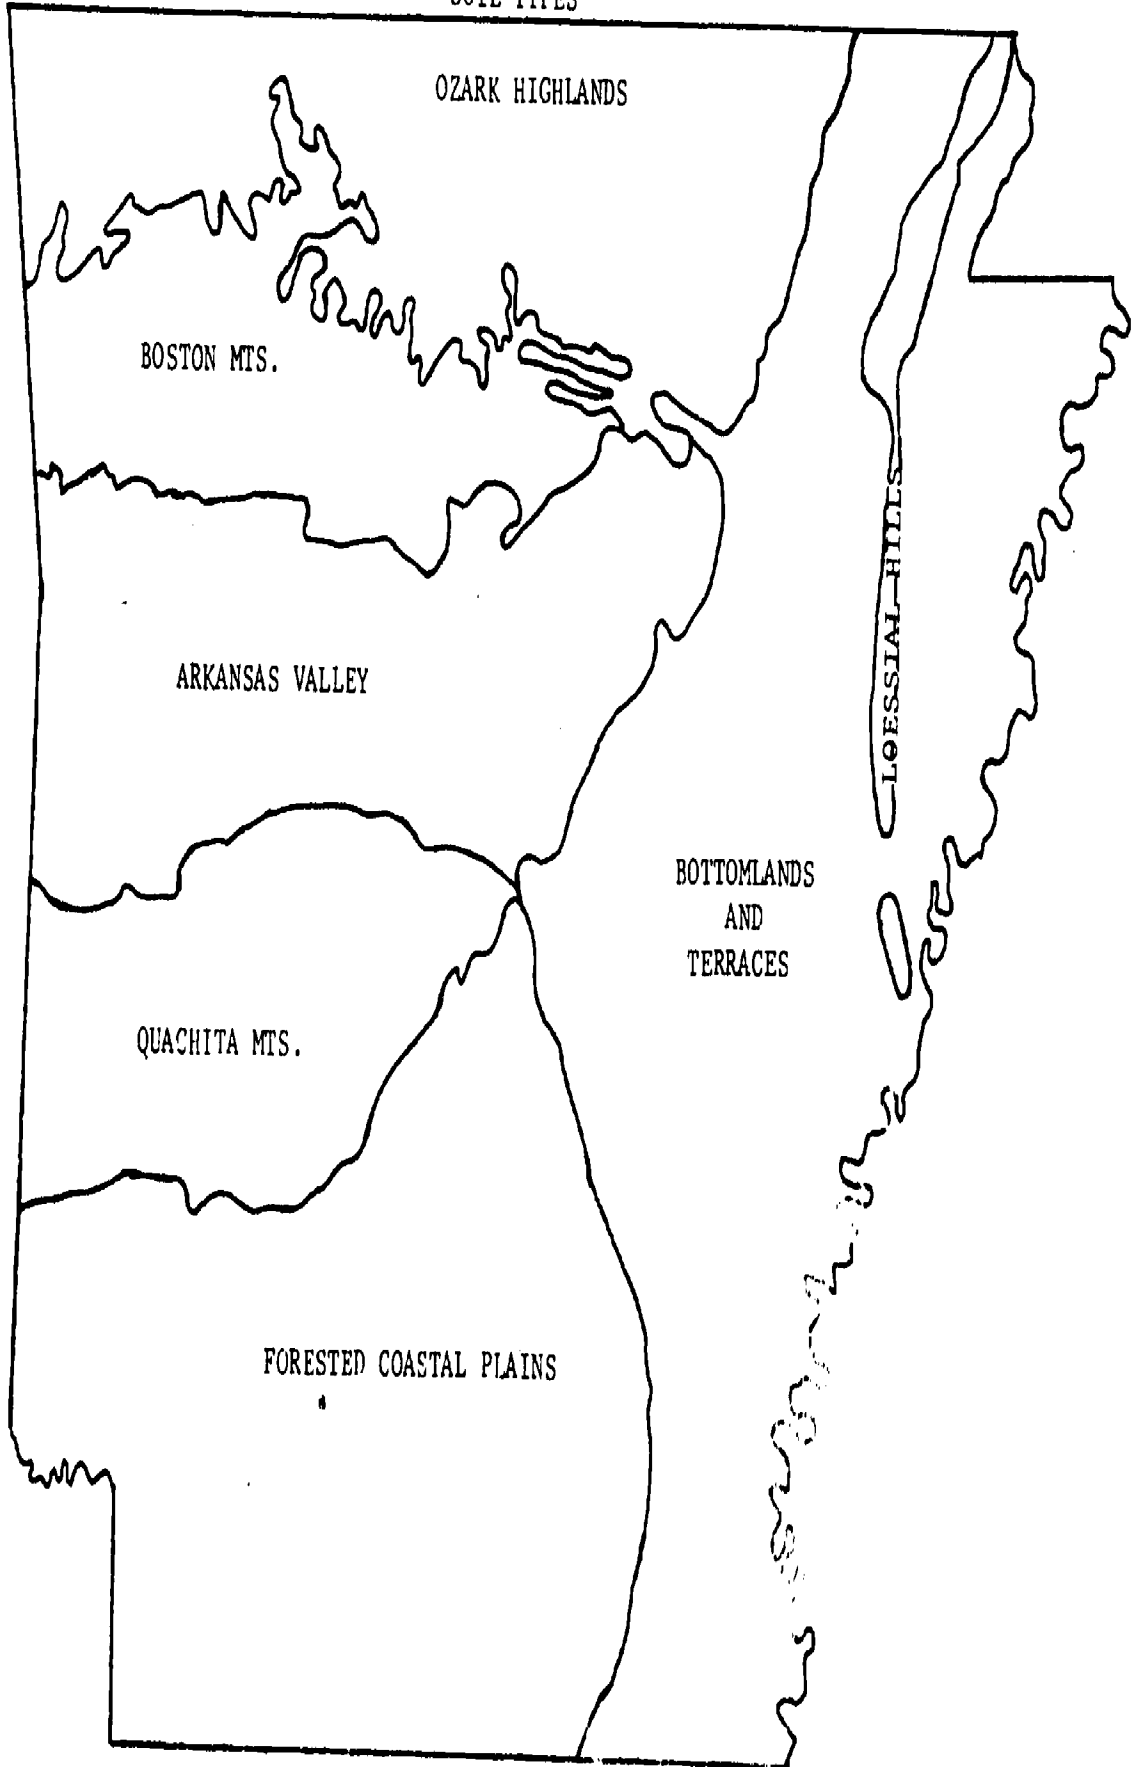 SOIL TYPES
OZARK HIGHLANDS
BOSTON MTS.
ARKANSAS VALLEY
LOESSIAL HILLS
BOTTOMLANDS
AND
TERRACES
QUACHITA MTS.
FORESTED COASTAL PLAINS